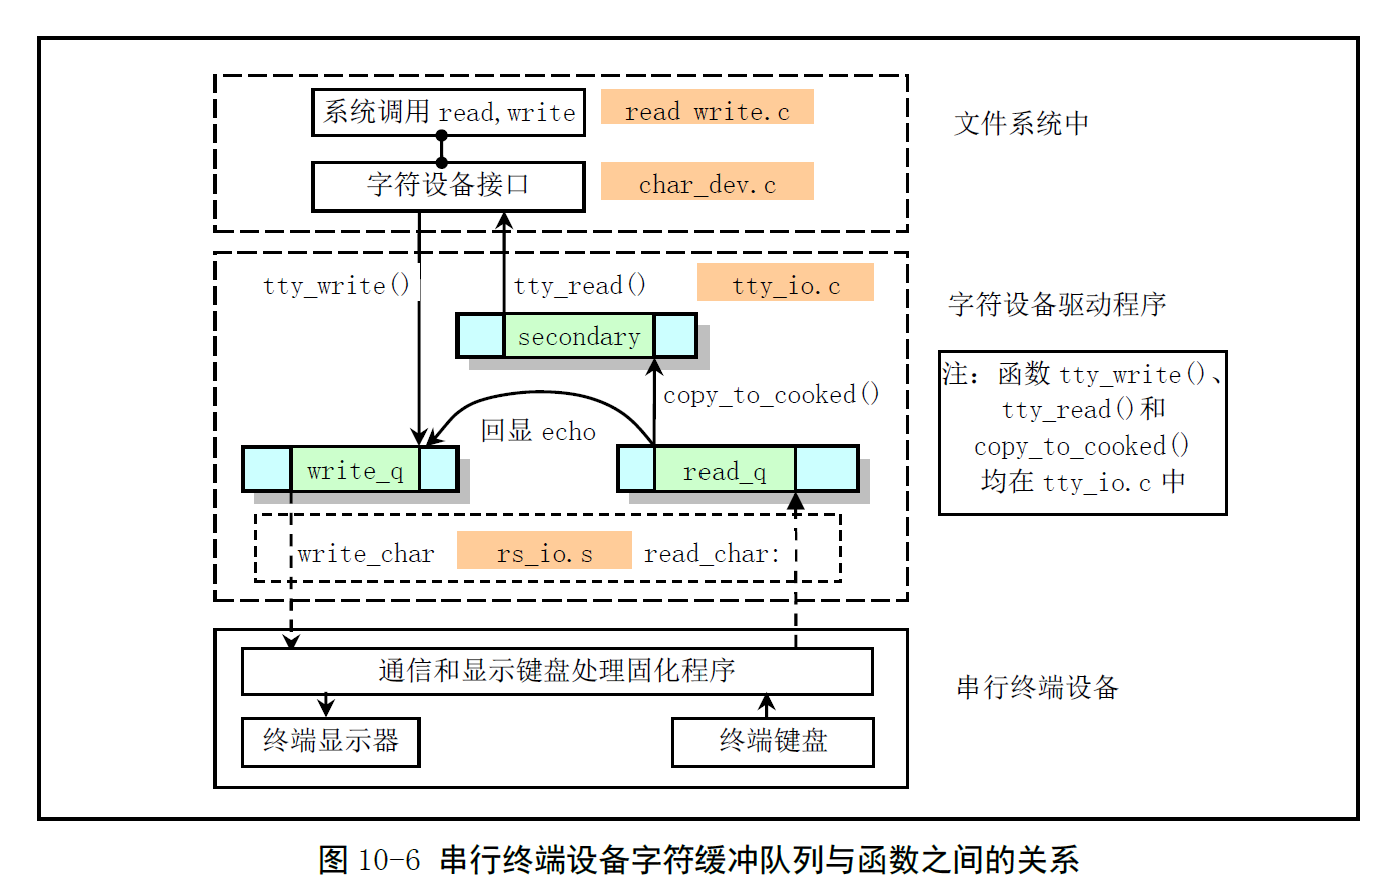 系统调用 read,write
read write.c
文件系统中
字符设备接口
char_dev.c
tty_write()
tty_read()
tty_io.c
字符设备驱动程序
secondary
注：函数 tty_write()、
tty_read()和
copy_to_cooked()
均在 tty_io.c 中
copy_to_cooked()
回显 echo
write_q
read_q
write_char
rs_io.s
read_char:
通信和显示键盘处理固化程序
串行终端设备
终端显示器
终端键盘
图 10-6 串行终端设备字符缓冲队列与函数之间的关系